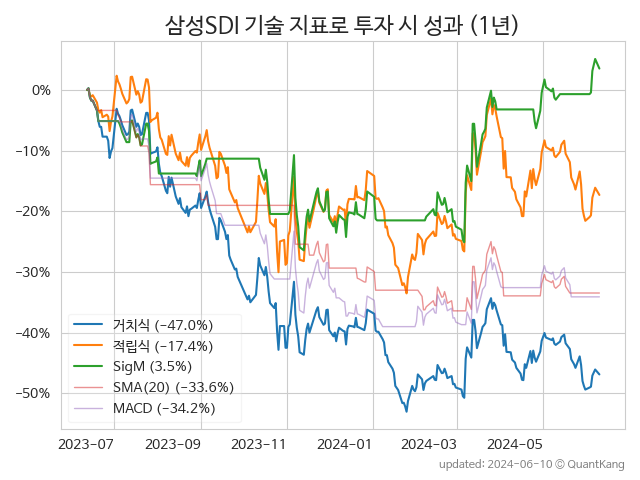 삼성SDI 기술 지표로 투자 시 성과 (1년)
0%
−10%
−20%
−30%
−40%
−50%
거치식 (−47.0%)
적립식 (−17.4%)
SigM (3.5%)
SMA(20) (−33.6%)
MACD (−34.2%)
2023-07 2023-09 2023-11 2024-01 2024-03 2024-05
updated: 2024-06-10 © QuantKang